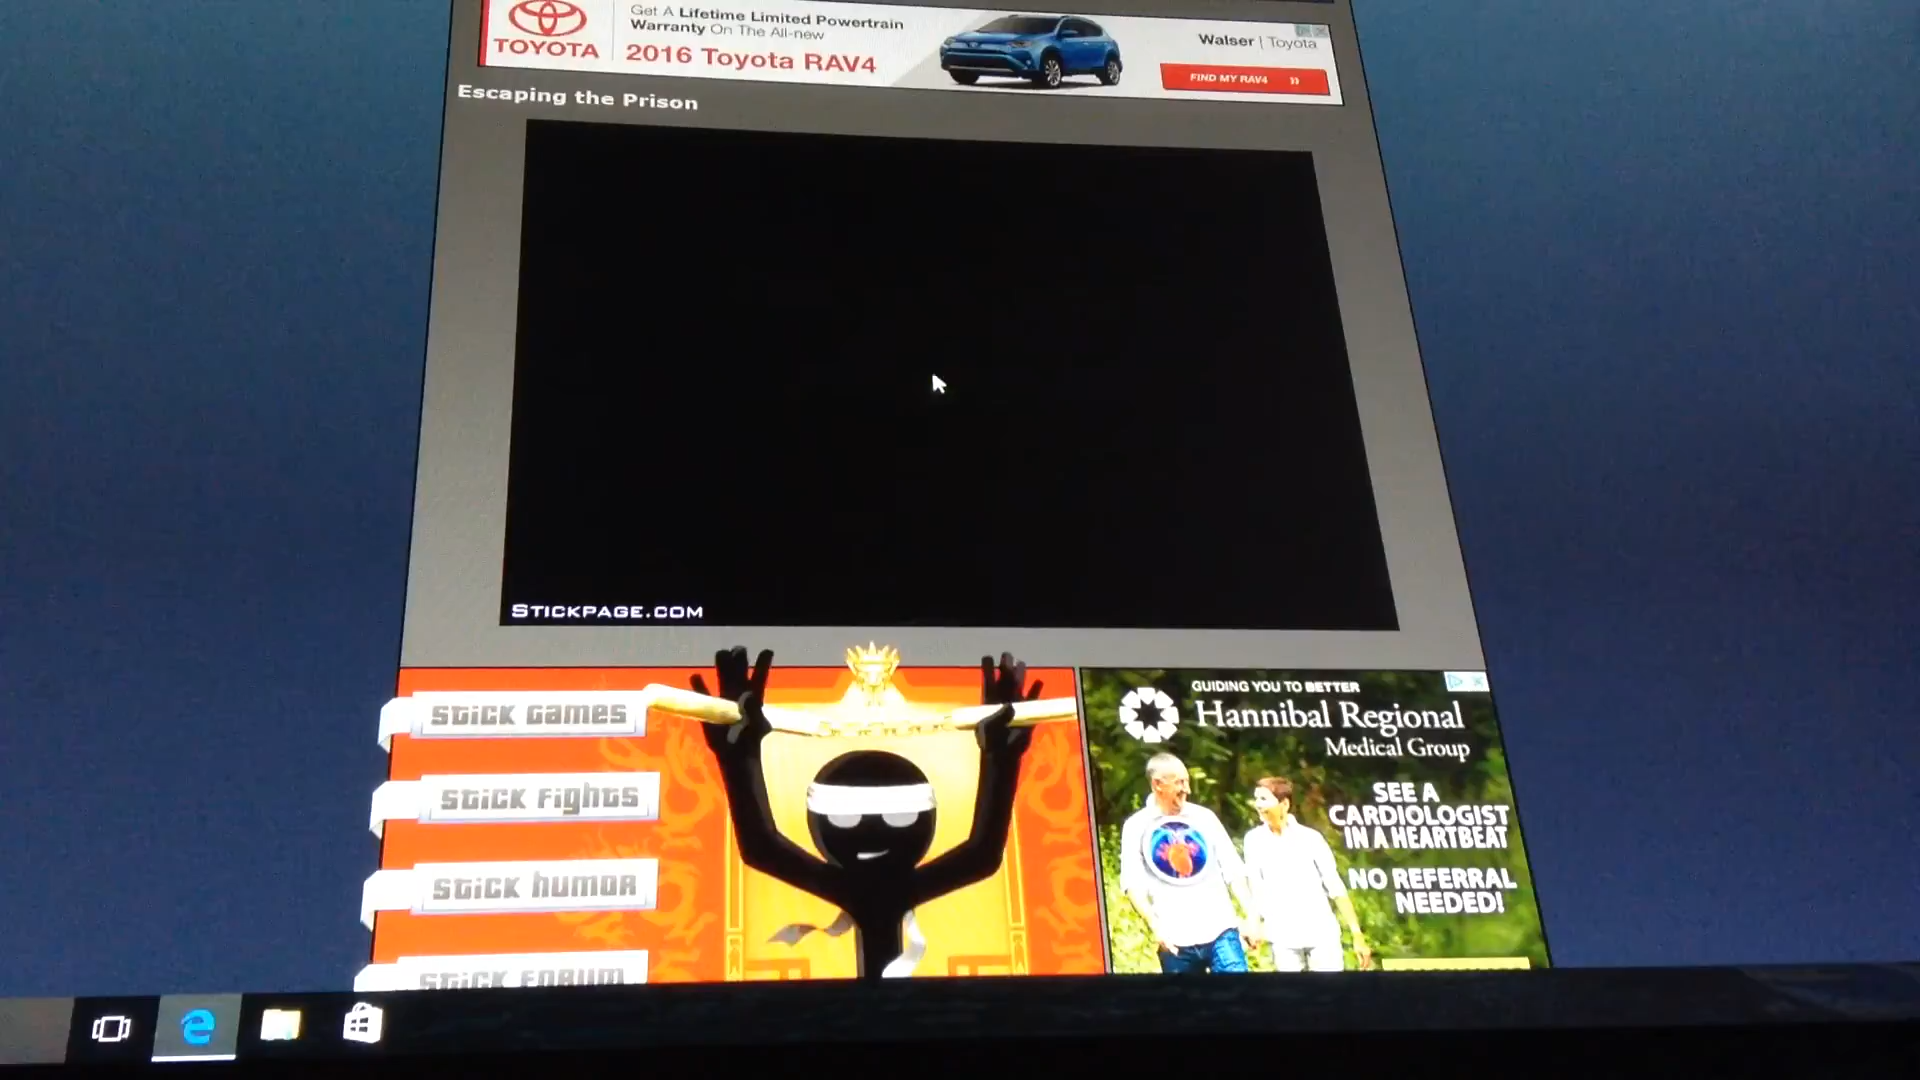 TOYOTA
Get A Lifetime Limited Powertrain
Warranty On The All-new
2016 Toyota RAV4
Walser | Toyota
FIND MY RAV4 »
Escaping the Prison
STICKPAGE.COM
STICK GAMES
STICK FIGHTS
STICK HUMOR
STICK FORUM
GUIDING YOU TO BETTER
Hannibal Regional
Medical Group
SEE A
CARDIOLOGIST
IN A HEARTBEAT
NO REFERRAL
NEEDED!